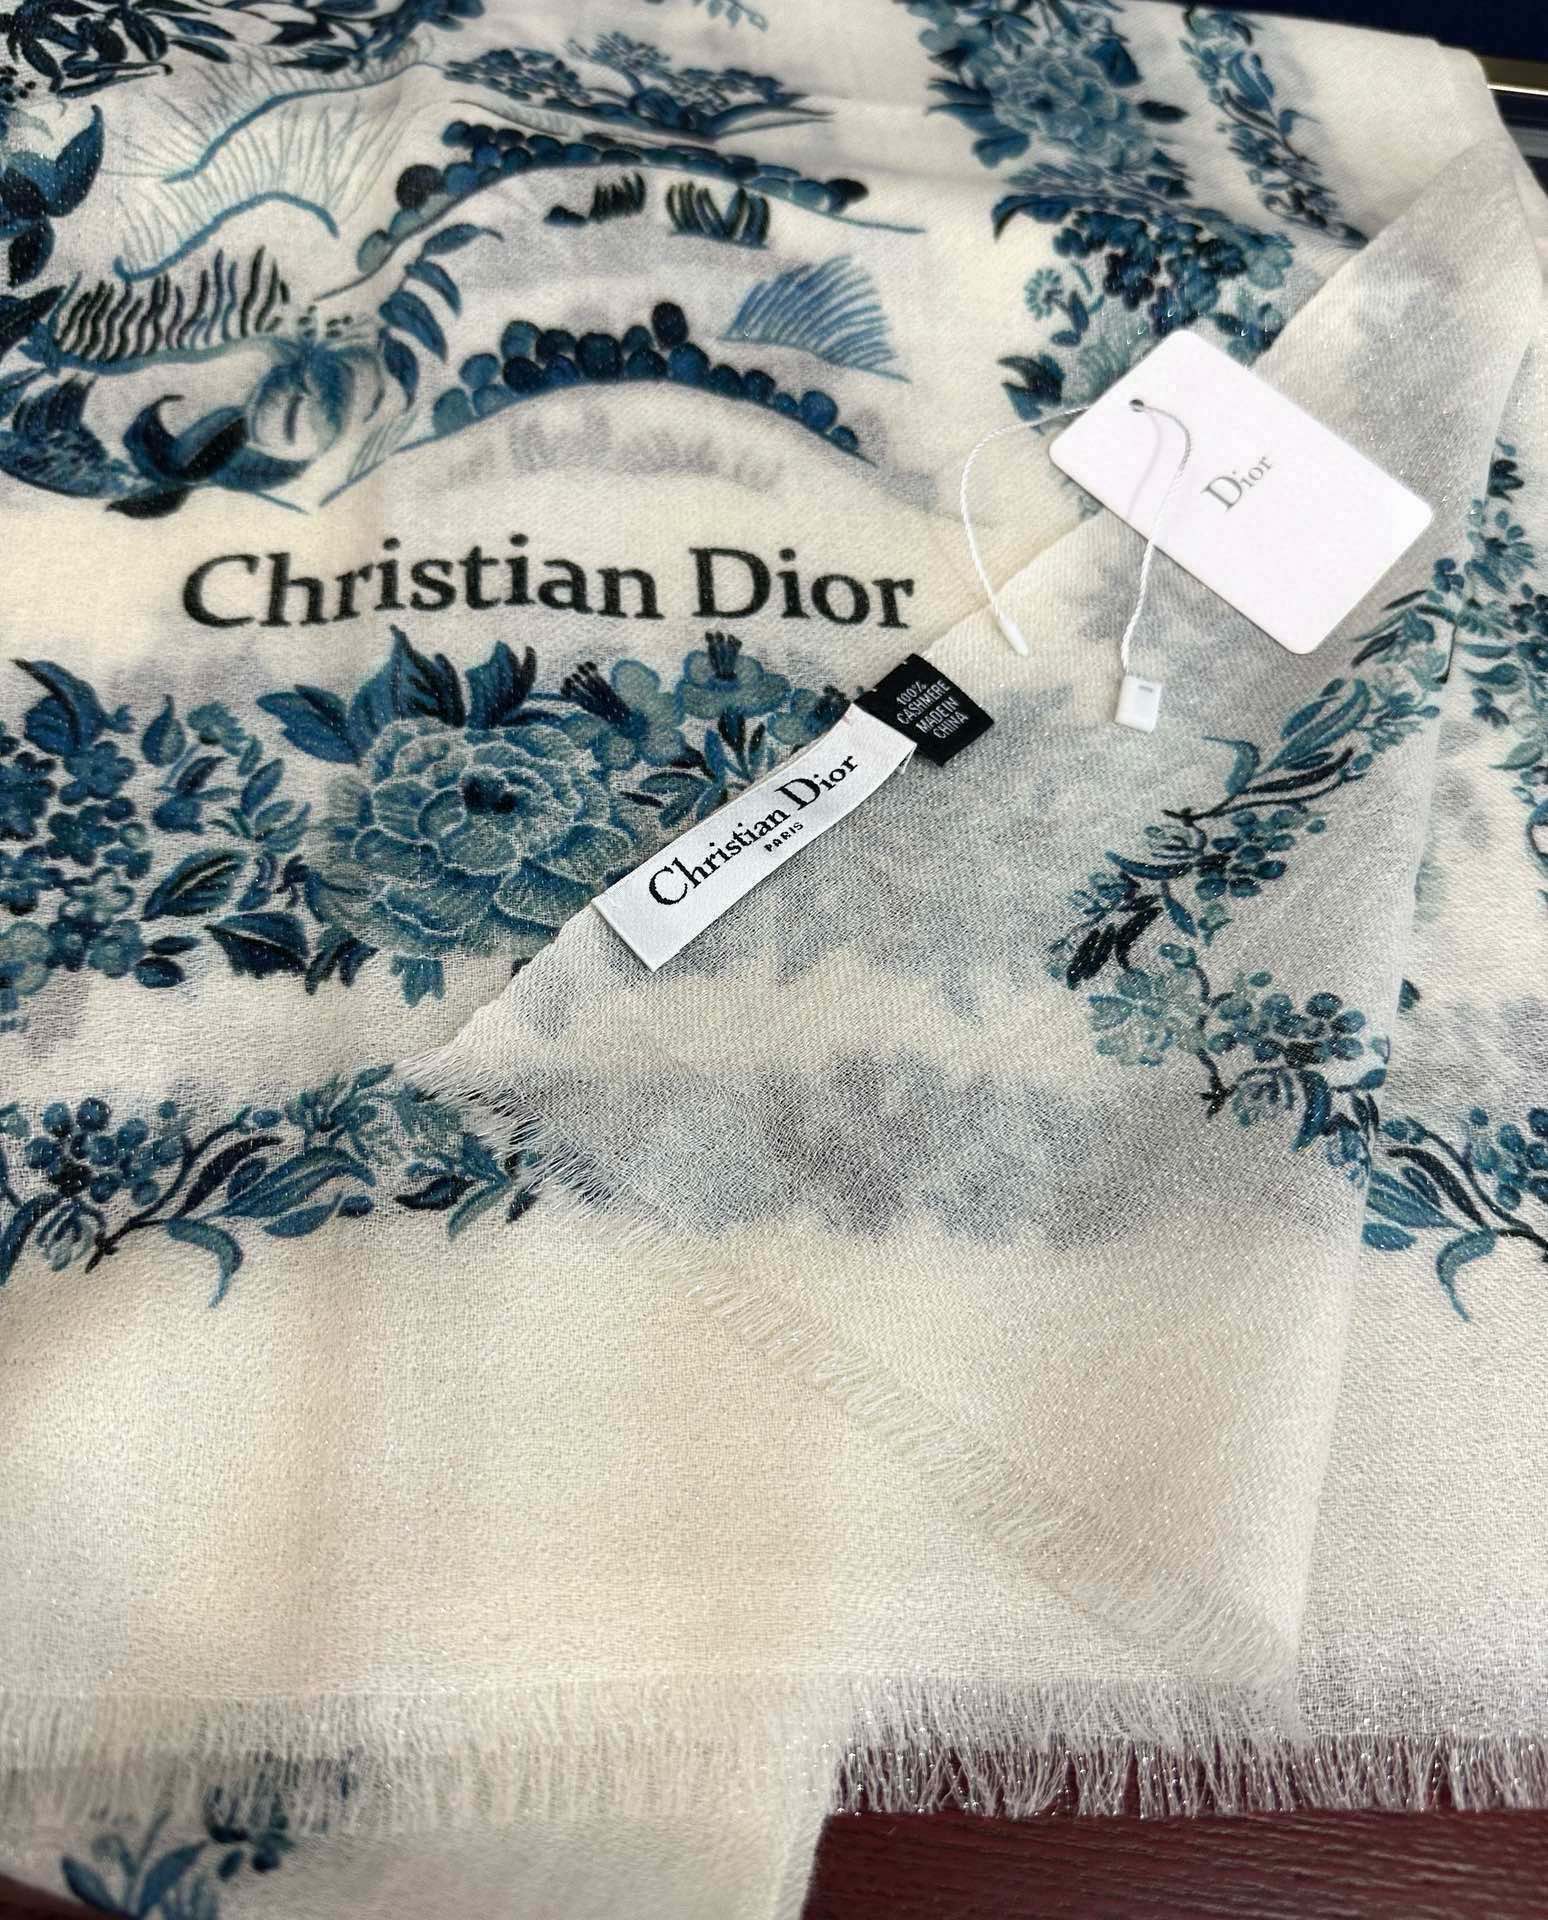 Dior
Christian Dior
100%
CASHMERE
MADE IN
CHINA
Christian Dior
PARIS